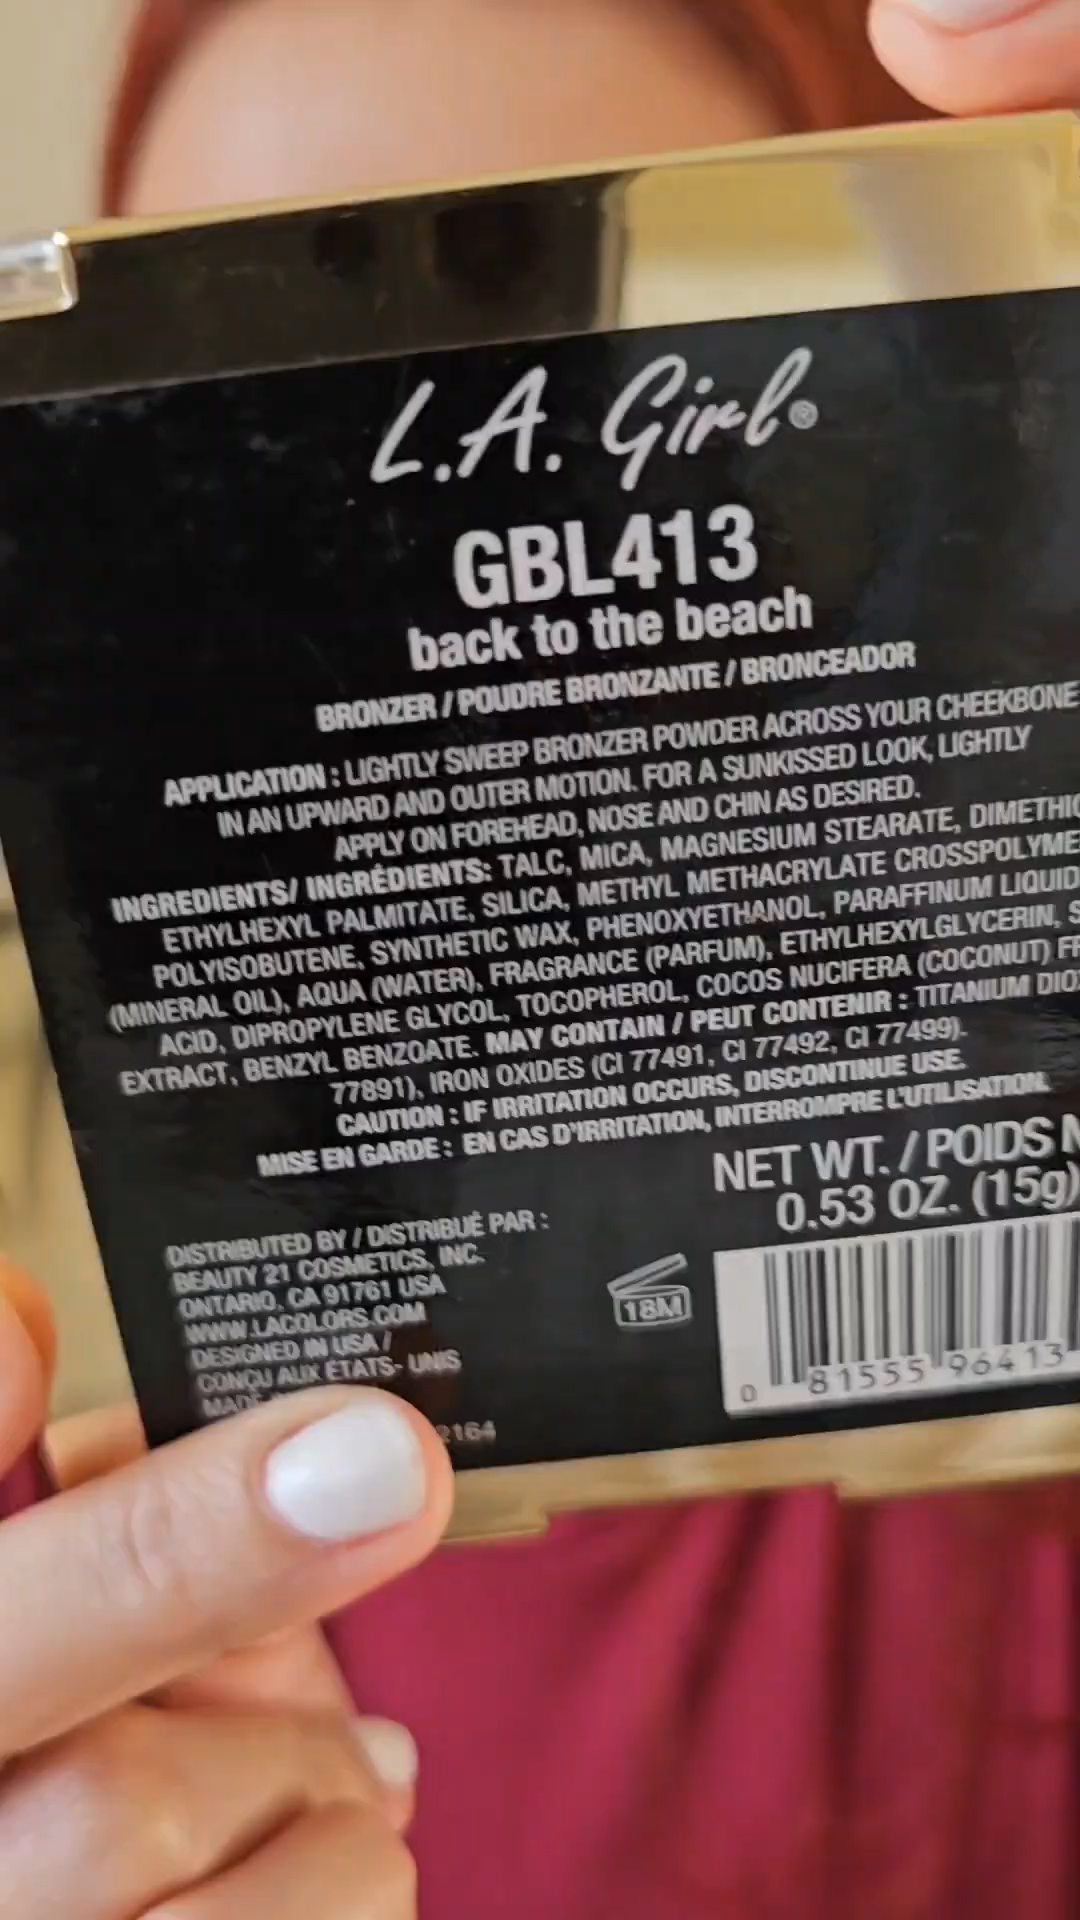 L.A. Girl®
GBL413
back to the beach
BRONZER / POUDRE BRONZANTE / BRONCEADOR
APPLICATION : LIGHTLY SWEEP BRONZER POWDER ACROSS YOUR CHEEKBONE
IN AN UPWARD AND OUTER MOTION. FOR A SUNKISSED LOOK, LIGHTLY
APPLY ON FOREHEAD, NOSE AND CHIN AS DESIRED.
INGREDIENTS/ INGRÉDIENTS: TALC, MICA, MAGNESIUM STEARATE, DIMETHIC
ETHYLHEXYL PALMITATE, SILICA, METHYL METHACRYLATE CROSSPOLYME
POLYISOBUTENE, SYNTHETIC WAX, PHENOXYETHANOL, PARAFFINUM LIQUID
(MINERAL OIL), AQUA (WATER), FRAGRANCE (PARFUM), ETHYLHEXYLGLYCERIN, S
ACID, DIPROPYLENE GLYCOL, TOCOPHEROL, COCOS NUCIFERA (COCONUT) FR
EXTRACT, BENZYL BENZOATE. MAY CONTAIN / PEUT CONTENIR : TITANIUM DIOX
77891), IRON OXIDES (CI 77491, CI 77492, CI 77499).
CAUTION : IF IRRITATION OCCURS, DISCONTINUE USE.
MISE EN GARDE : EN CAS D'IRRITATION, INTERROMPRE L'UTILISATION.
NET WT. / POIDS N
0.53 OZ. (15g)
DISTRIBUTED BY / DISTRIBUÉ PAR :
BEAUTY 21 COSMETICS, INC.
ONTARIO, CA 91761 USA
WWW.LACOLORS.COM
DESIGNED IN USA /
CONÇU AUX ÉTATS- UNIS
MADE
2164
18M
0 81555 96413